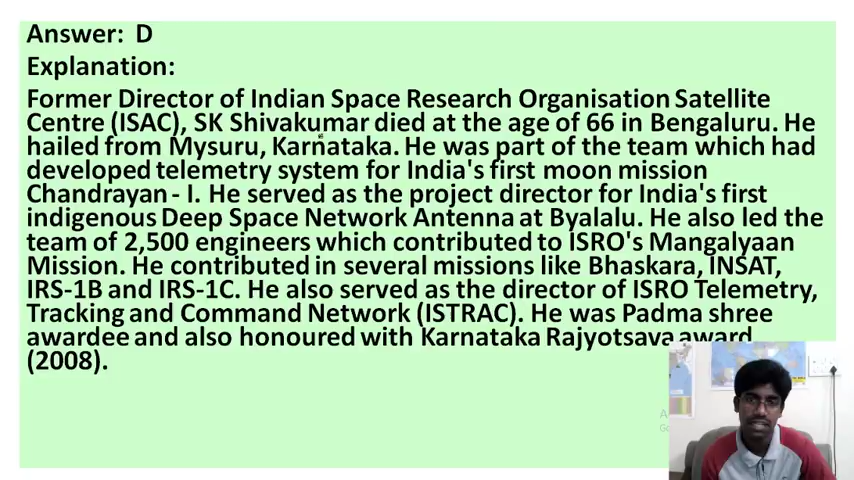 Answer: D
Explanation:
Former Director of Indian Space Research Organisation Satellite
Centre (ISAC), SK Shivakumar died at the age of 66 in Bengaluru. He
hailed from Mysuru, Karnataka. He was part of the team which had
developed telemetry system for India's first moon mission
Chandrayan - I. He served as the project director for India's first
indigenous Deep Space Network Antenna at Byalalu. He also led the
team of 2,500 engineers which contributed to ISRO's Mangalyaan
Mission. He contributed in several missions like Bhaskara, INSAT,
IRS-1B and IRS-1C. He also served as the director of ISRO Telemetry,
Tracking and Command Network (ISTRAC). He was Padma shree
awardee and also honoured with Karnataka Rajyotsava award
(2008).